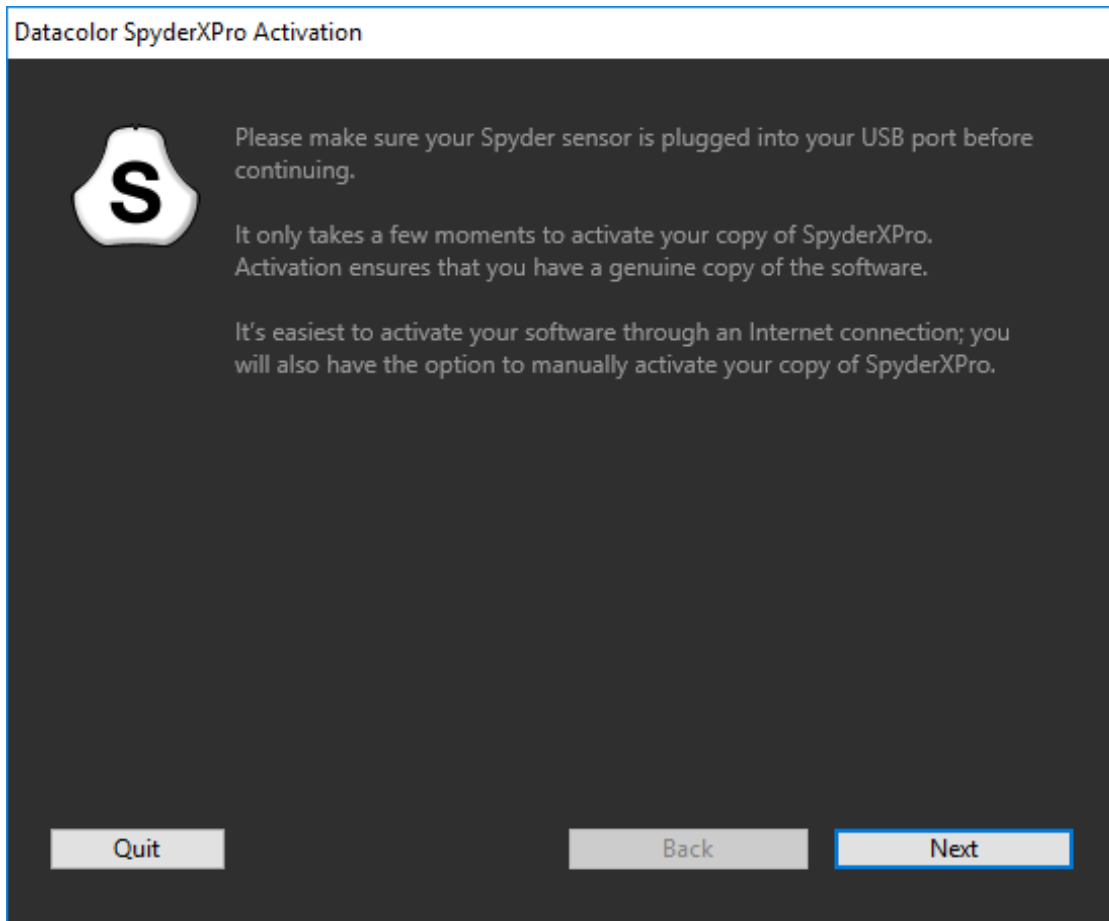 Datacolor SpyderXPro Activation
S
Please make sure your Spyder sensor is plugged into your USB port before
continuing.
It only takes a few moments to activate your copy of SpyderXPro.
Activation ensures that you have a genuine copy of the software.
It's easiest to activate your software through an Internet connection; you
will also have the option to manually activate your copy of SpyderXPro.
Quit
Back
Next